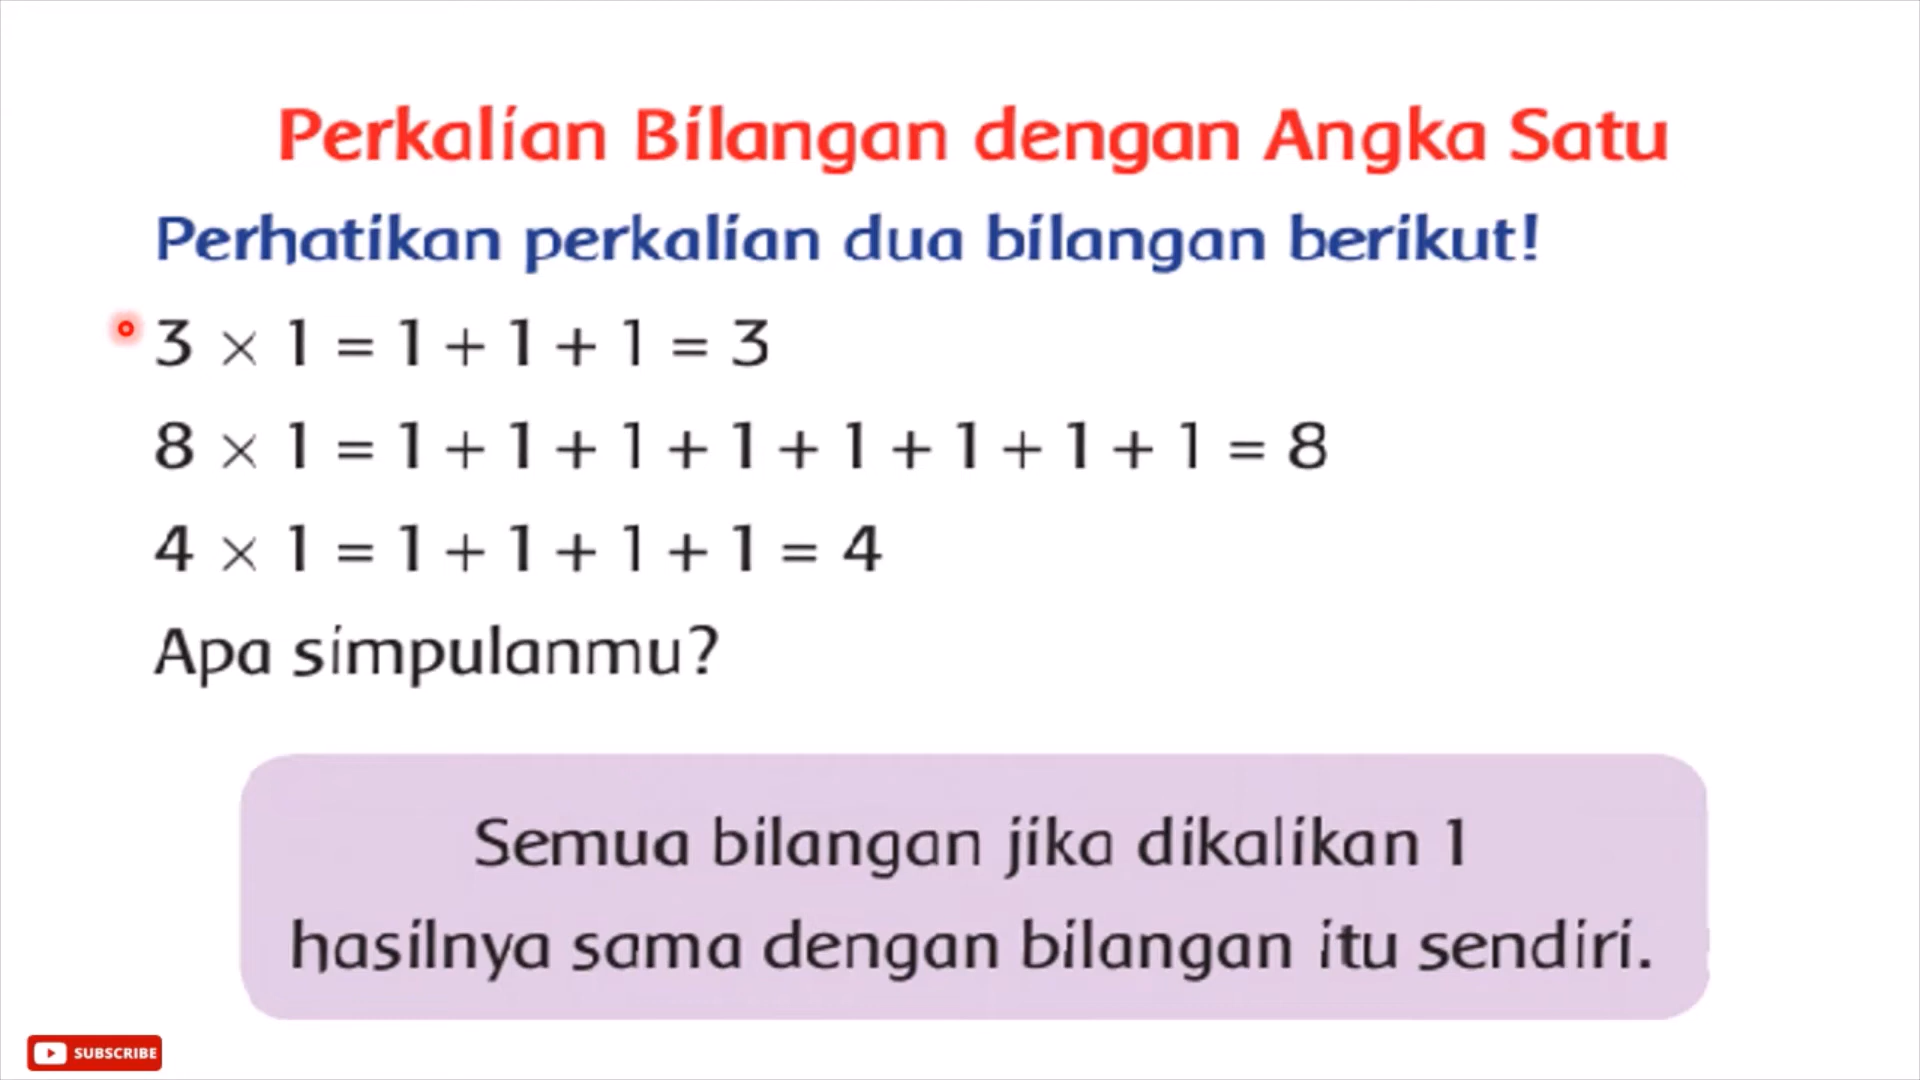 Perkalian Bilangan dengan Angka Satu
Perhatikan perkalian dua bilangan berikut!
3 × 1 = 1 + 1 + 1 = 3
8 × 1 = 1 + 1 + 1 + 1 + 1 + 1 + 1 + 1 = 8
4 × 1 = 1 + 1 + 1 + 1 = 4
Apa simpulanmu?
Semua bilangan jika dikalikan 1
hasilnya sama dengan bilangan itu sendiri.
SUBSCRIBE